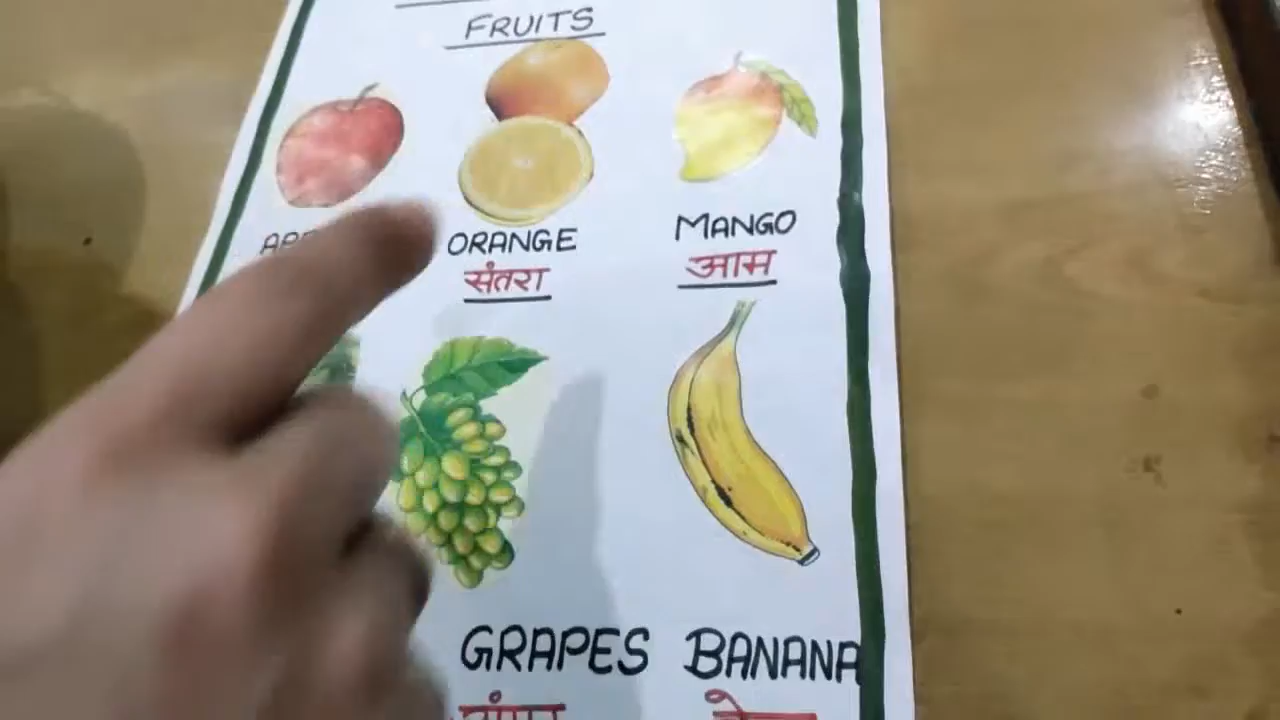 FRUITS
ORANGE
MANGO
संतरा
आम
GRAPES
BANANA